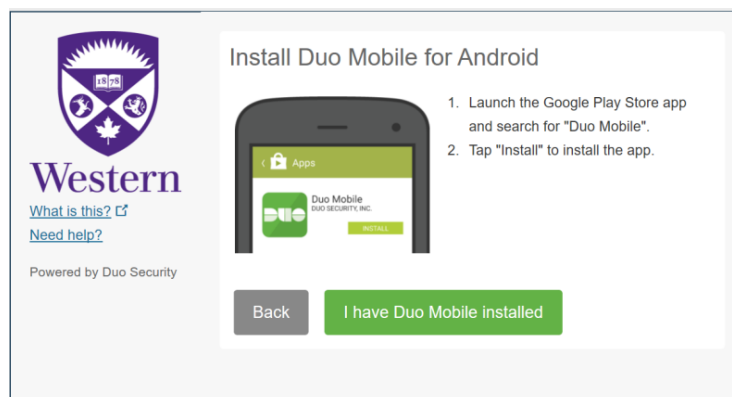 18 78
Western
What is this?
Need help?
Powered by Duo Security
Install Duo Mobile for Android
Apps
Duo Mobile
DUO SECURITY, INC.
DUO
INSTALL
1. Launch the Google Play Store app
and search for "Duo Mobile".
2. Tap "Install" to install the app.
Back
I have Duo Mobile installed